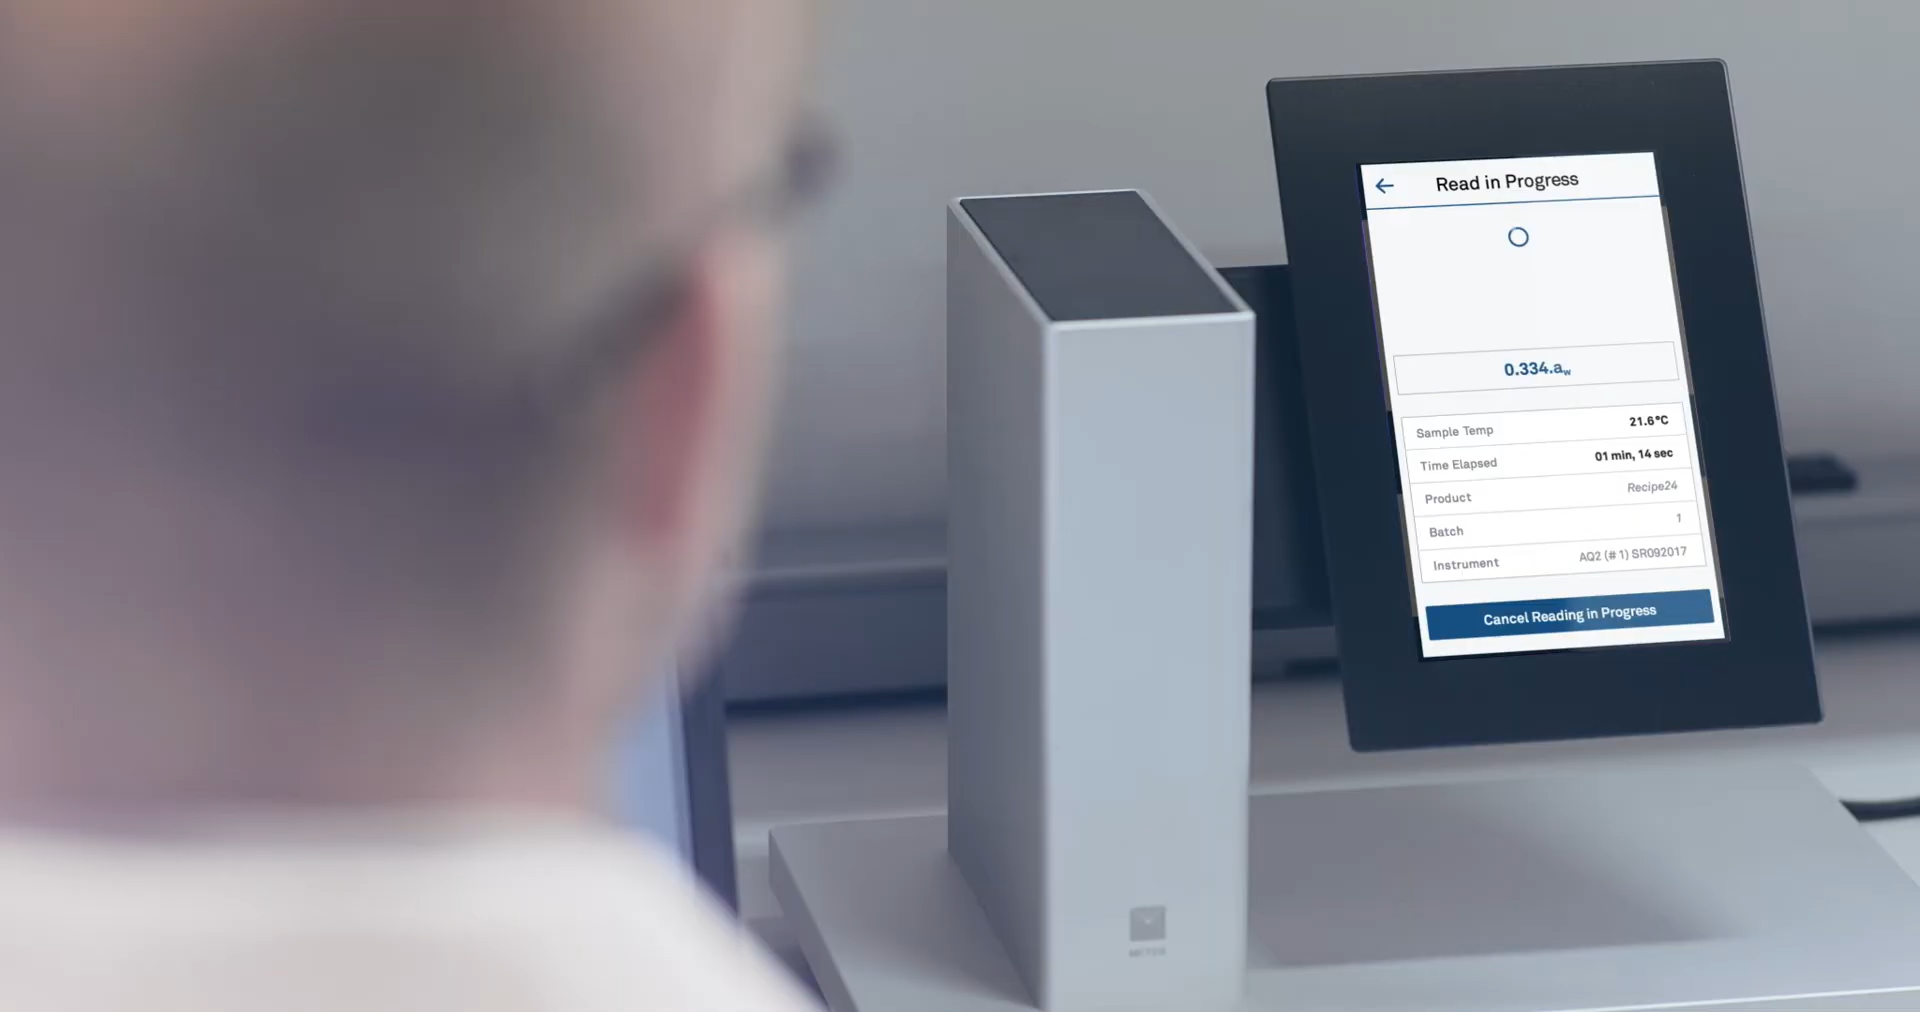 Read in Progress
0.334.aw
Sample Temp 21.6°C
Time Elapsed 01 min, 14 sec
Product Recipe24
Batch 1
Instrument AQ2 (# 1) SR092017
Cancel Reading in Progress
METER